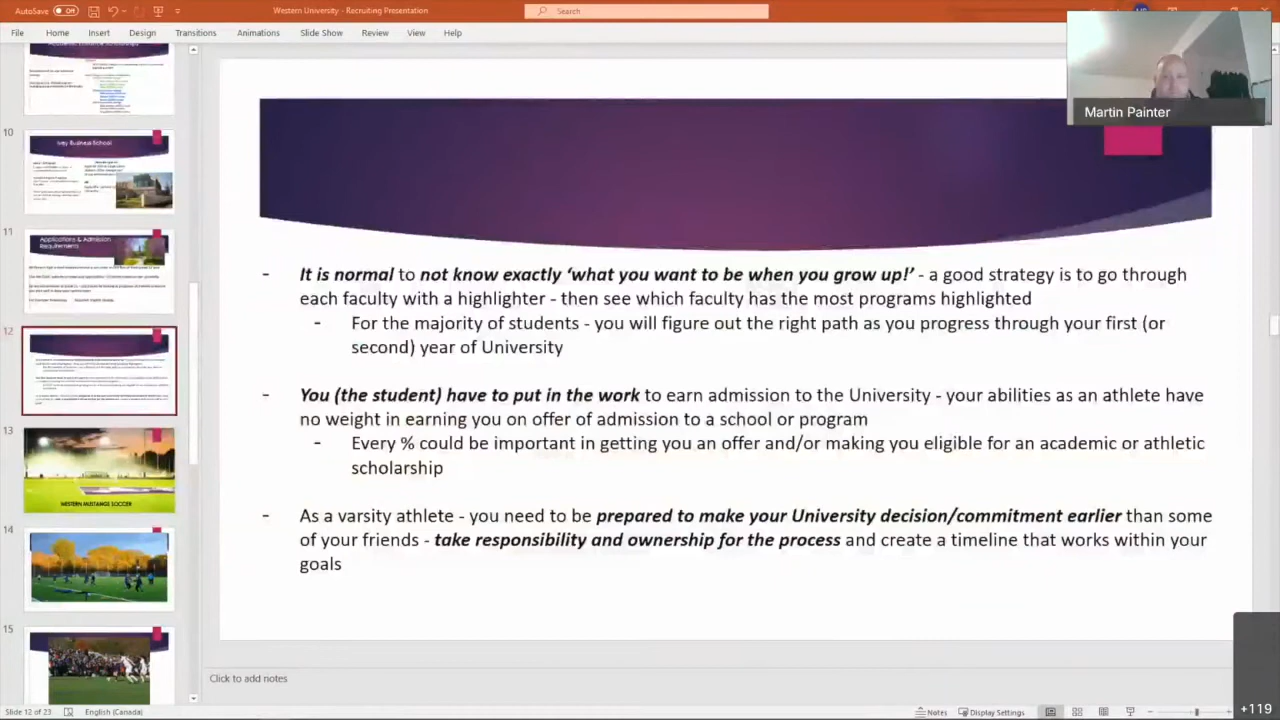 AutoSave Off
Western University - Recruiting Presentation
Search
File Home Insert Design Transitions Animations Slide Show Review View Help
Martin Painter
10
Ivey Business School
11
Applications & Admission
Requirements
12
13
WESTERN MUSTANGS SOCCER
14
15
- It is normal to not know exactly ‘what you want to be when you grow up?’ - a good strategy is to go through
each faculty with a highlighter - then see which faculty has the most programs highlighted
- For the majority of students - you will figure out the right path as you progress through your first (or
second) year of University
- You (the student) have to put in the work to earn admission to the University - your abilities as an athlete have
no weight in earning you on offer of admission to a school or program
- Every % could be important in getting you an offer and/or making you eligible for an academic or athletic
scholarship
- As a varsity athlete - you need to be prepared to make your University decision/commitment earlier than some
of your friends - take responsibility and ownership for the process and create a timeline that works within your
goals
Click to add notes
Slide 12 of 23 English (Canada) Notes Display Settings
+119